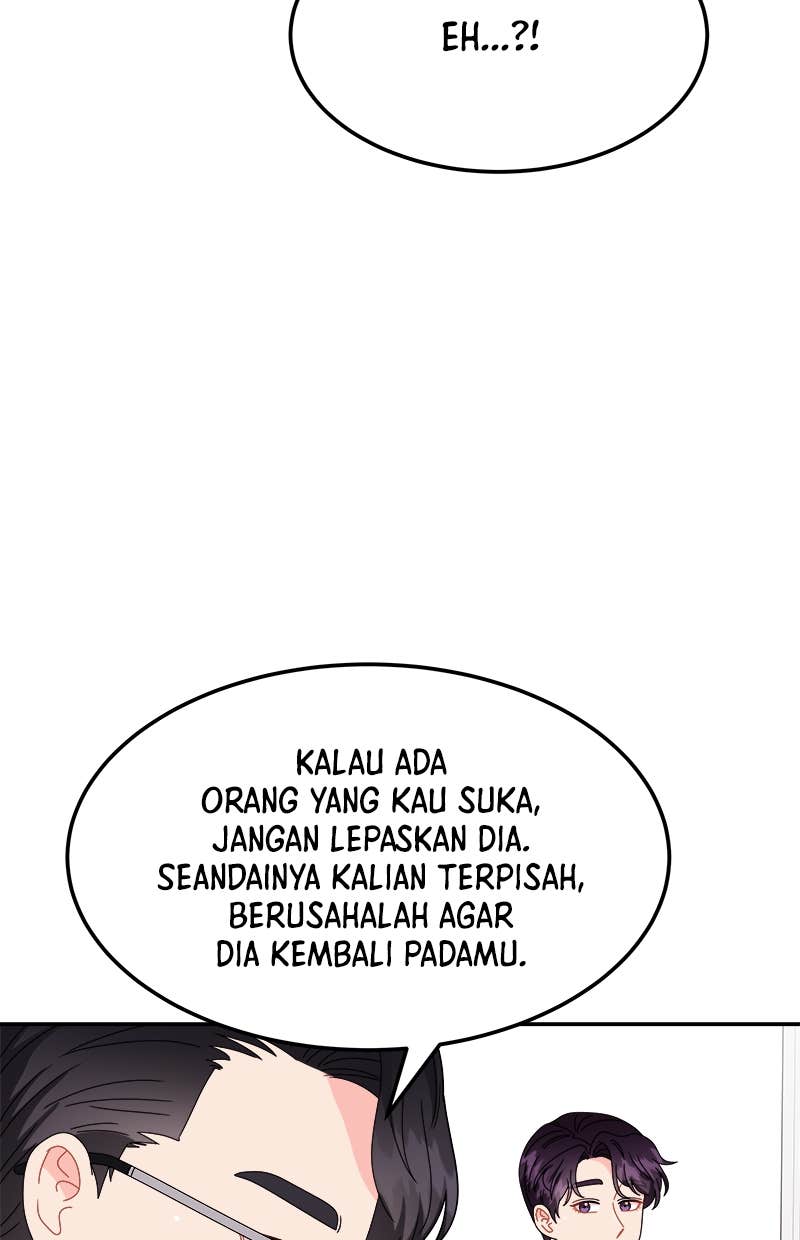 EH...?!
KALAU ADA
ORANG YANG KAU SUKA,
JANGAN LEPASKAN DIA.
SEANDAINYA KALIAN TERPISAH,
BERUSAHALAH AGAR
DIA KEMBALI PADAMU.